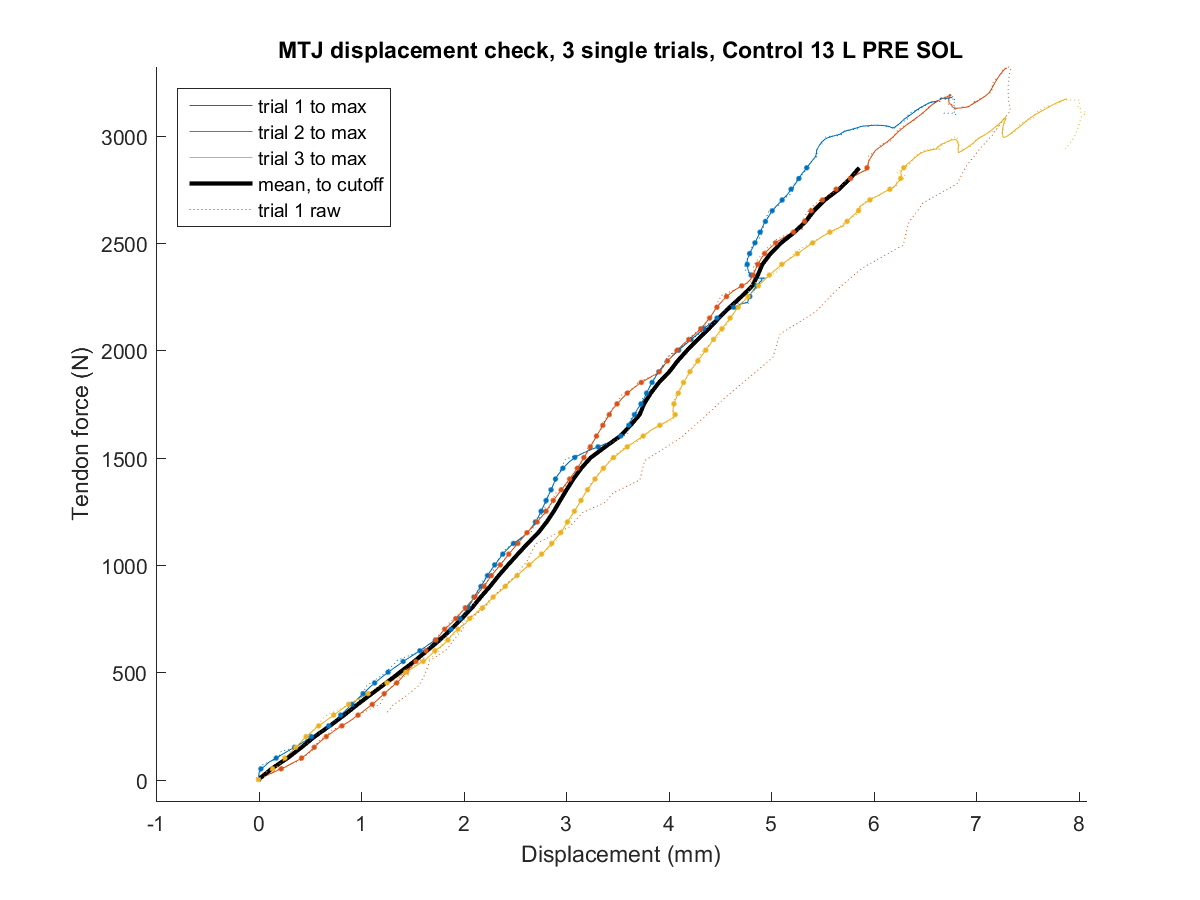 MTJ displacement check, 3 single trials, Control 13 L PRE SOL
trial 1 to max
trial 2 to max
trial 3 to max
mean, to cutoff
trial 1 raw
3000
2500
2000
1500
1000
500
0
Tendon force (N)
-1 0 1 2 3 4 5 6 7 8
Displacement (mm)